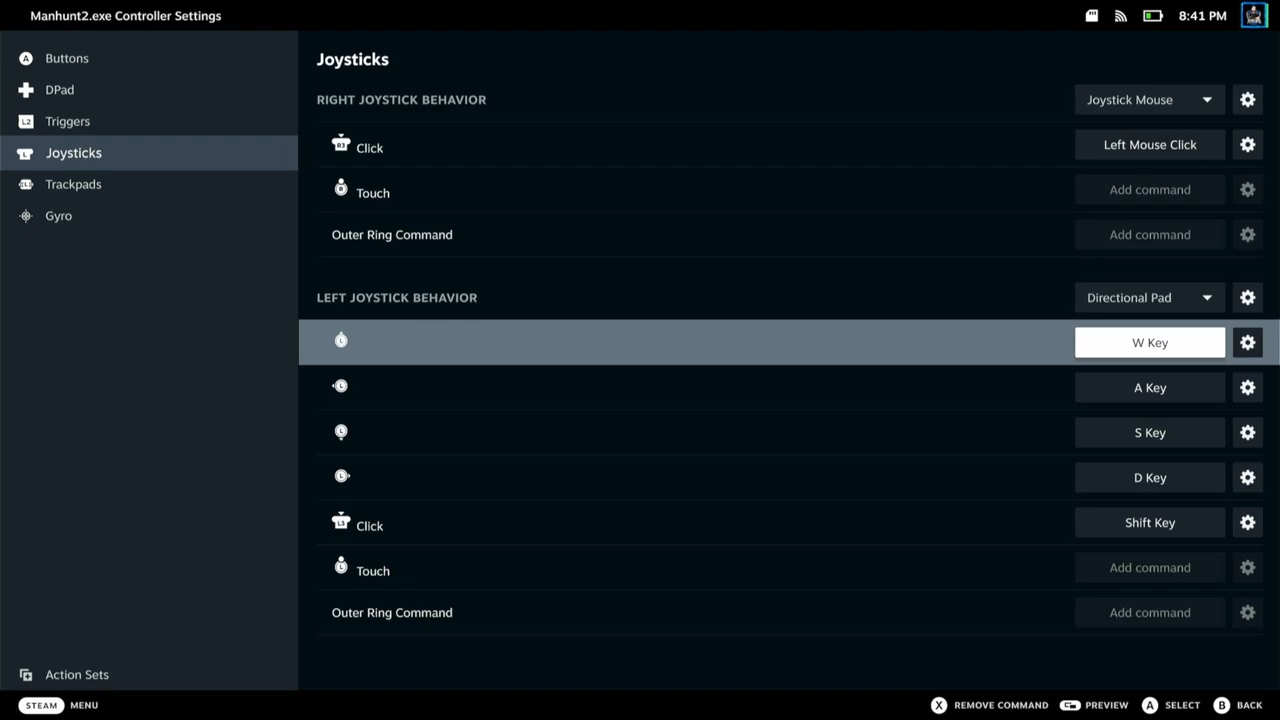 Manhunt2.exe Controller Settings
8:41 PM
A Buttons
DPad
L2 Triggers
L Joysticks
Trackpads
Gyro
Action Sets
Joysticks
RIGHT JOYSTICK BEHAVIOR Joystick Mouse
R3 Click Left Mouse Click
R Touch Add command
Outer Ring Command Add command
LEFT JOYSTICK BEHAVIOR Directional Pad
L W Key
L A Key
L S Key
L D Key
L3 Click Shift Key
L Touch Add command
Outer Ring Command Add command
STEAM MENU
X REMOVE COMMAND PREVIEW A SELECT B BACK